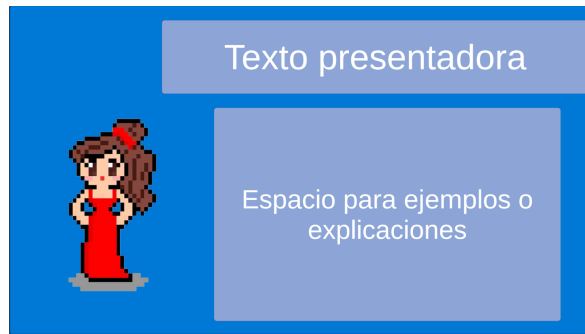 Texto presentadora
Espacio para ejemplos o
explicaciones